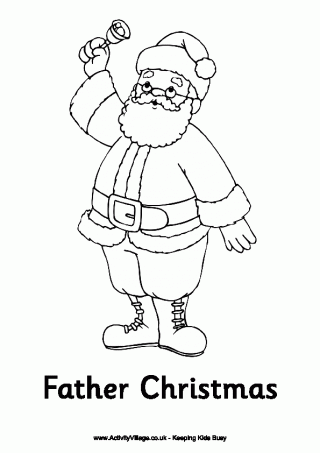 Father Christmas
www.ActivityVillage.co.uk - Keeping Kids Busy